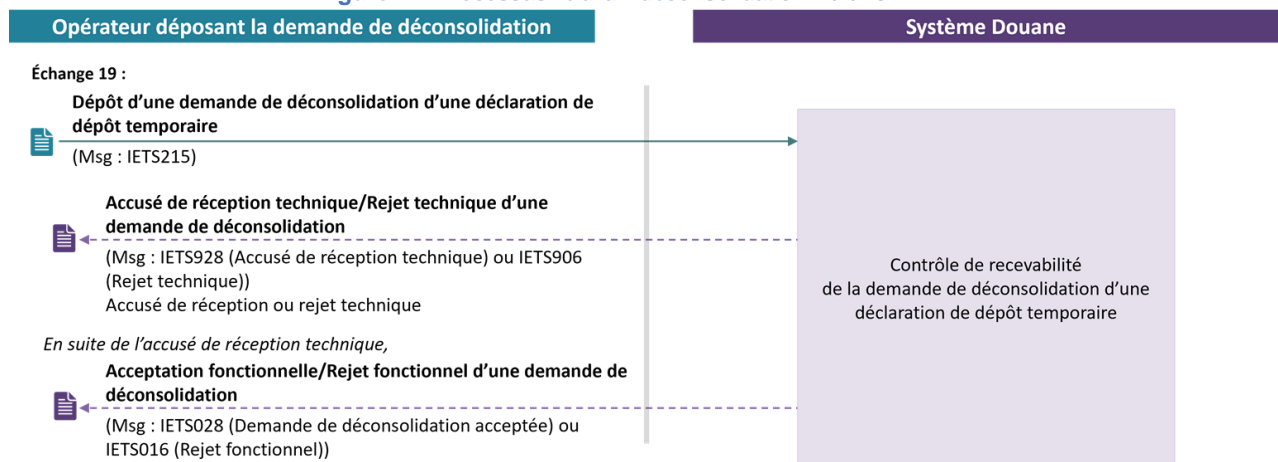 Opérateur déposant la demande de déconsolidation
Système Douane
Échange 19 :
Dépôt d’une demande de déconsolidation d’une déclaration de
dépôt temporaire
(Msg : IETS215)
Accusé de réception technique/Rejet technique d’une
demande de déconsolidation
(Msg : IETS928 (Accusé de réception technique) ou IETS906
(Rejet technique))
Accusé de réception ou rejet technique
En suite de l’accusé de réception technique,
Acceptation fonctionnelle/Rejet fonctionnel d’une demande de
déconsolidation
(Msg : IETS028 (Demande de déconsolidation acceptée) ou
IETS016 (Rejet fonctionnel))
Contrôle de recevabilité
de la demande de déconsolidation d’une
déclaration de dépôt temporaire